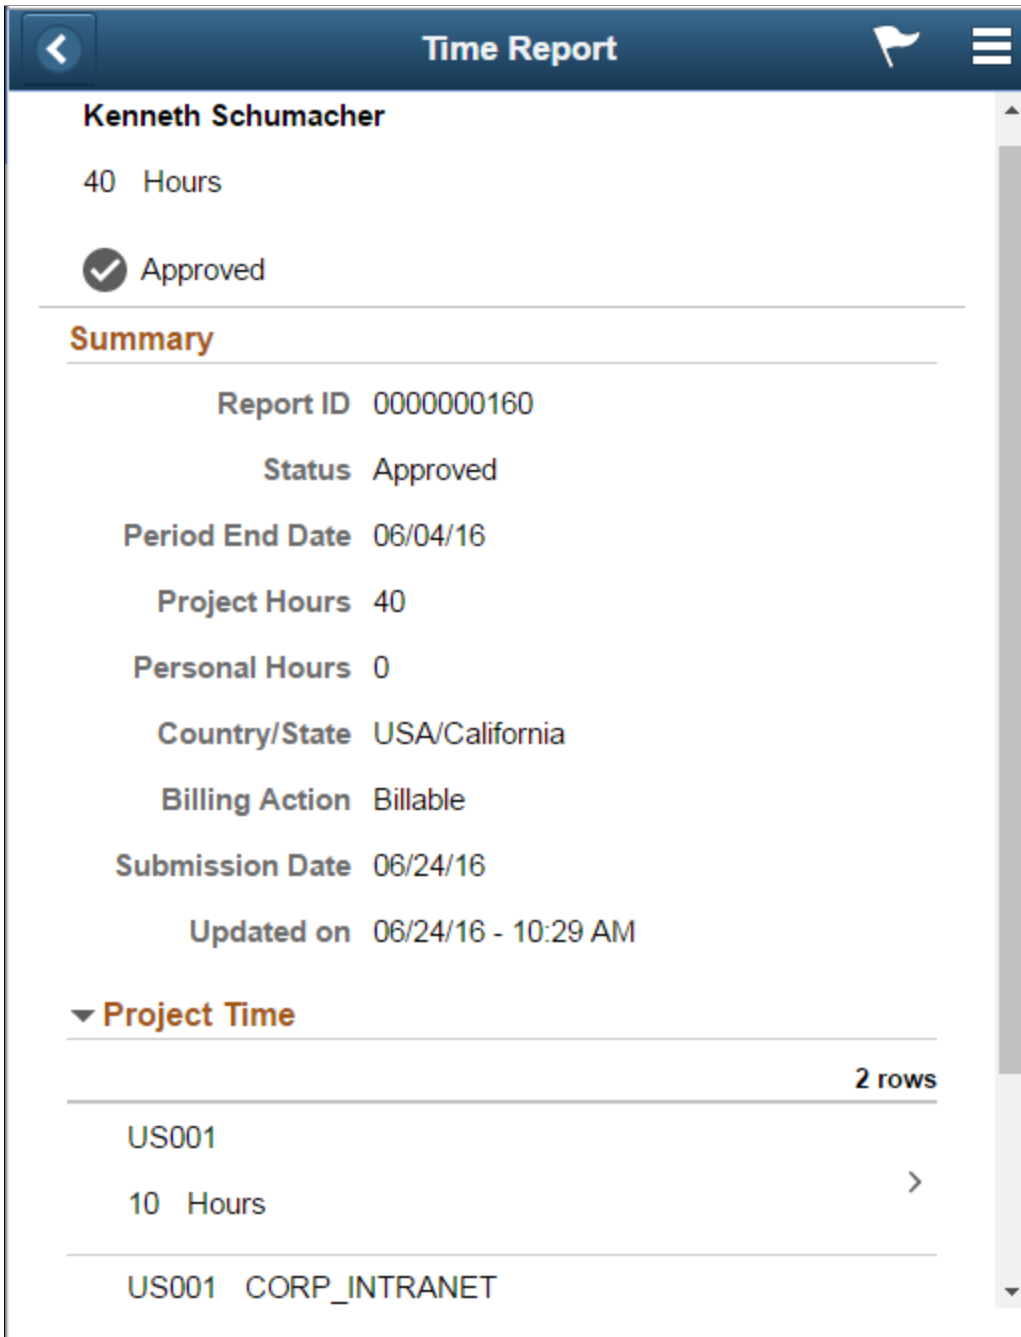 Time Report
Kenneth Schumacher
40 Hours
Approved
Summary
Report ID 0000000160
Status Approved
Period End Date 06/04/16
Project Hours 40
Personal Hours 0
Country/State USA/California
Billing Action Billable
Submission Date 06/24/16
Updated on 06/24/16 - 10:29 AM
Project Time
2 rows
US001
10 Hours
US001 CORP_INTRANET